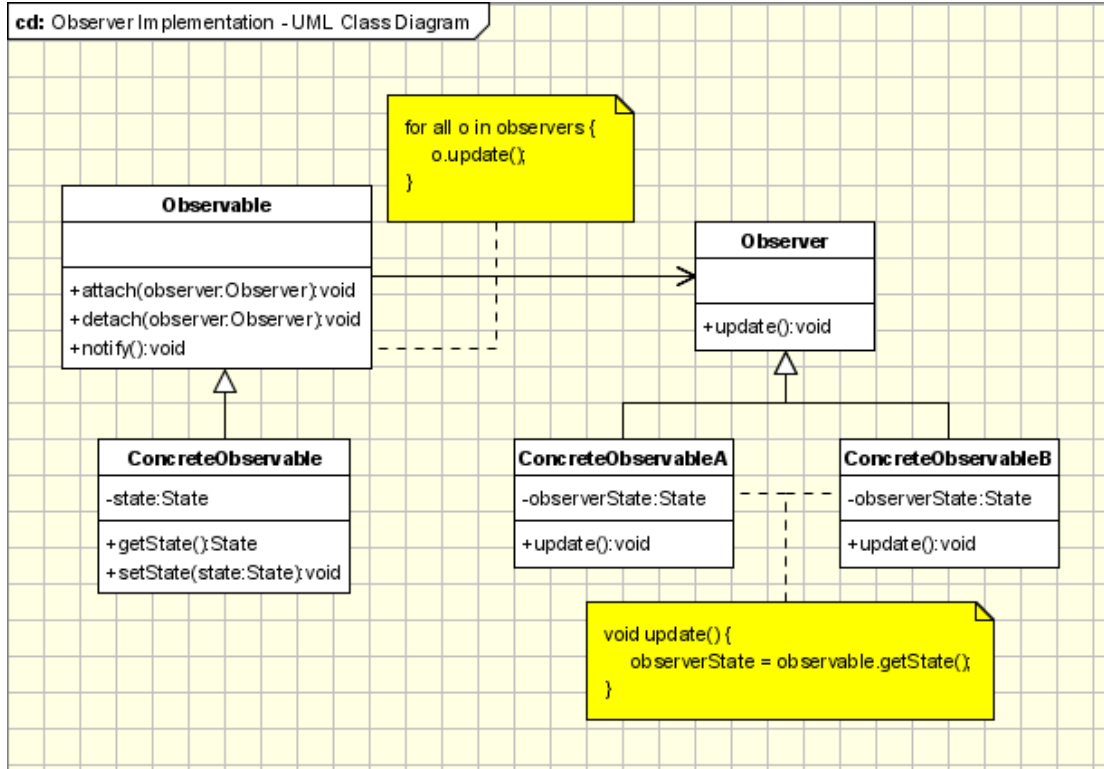 cd: Observer Implementation - UML Class Diagram
for all o in observers {
o.update();
}
Observable
+attach(observer:Observer):void
+detach(observer:Observer):void
+notify():void
Observer
+update():void
ConcreteObservable
-state:State
+getState():State
+setState(state:State):void
ConcreteObservableA
-observerState:State
+update():void
ConcreteObservableB
-observerState:State
+update():void
void update() {
observerState = observable.getState();
}